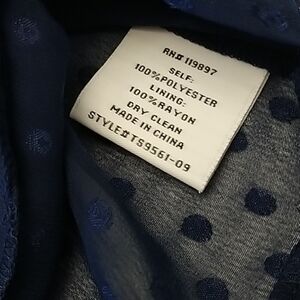 RN# 119897
SELF:
100%POLYESTER
LINING:
100%RAYON
DRY CLEAN
MADE IN CHINA
STYLE#TS9561-09